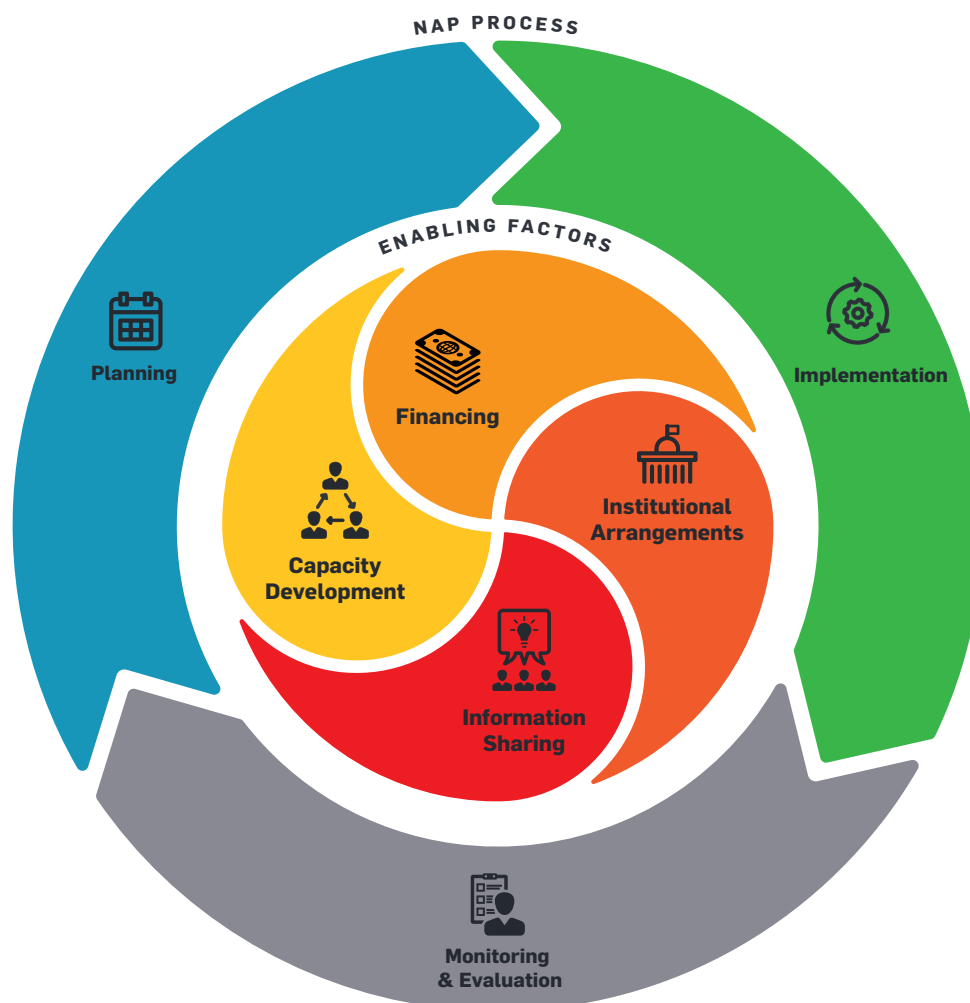 NAP PROCESS
ENABLING FACTORS
Planning
Implementation
Financing
Institutional
Arrangements
Capacity
Development
Information
Sharing
Monitoring
& Evaluation